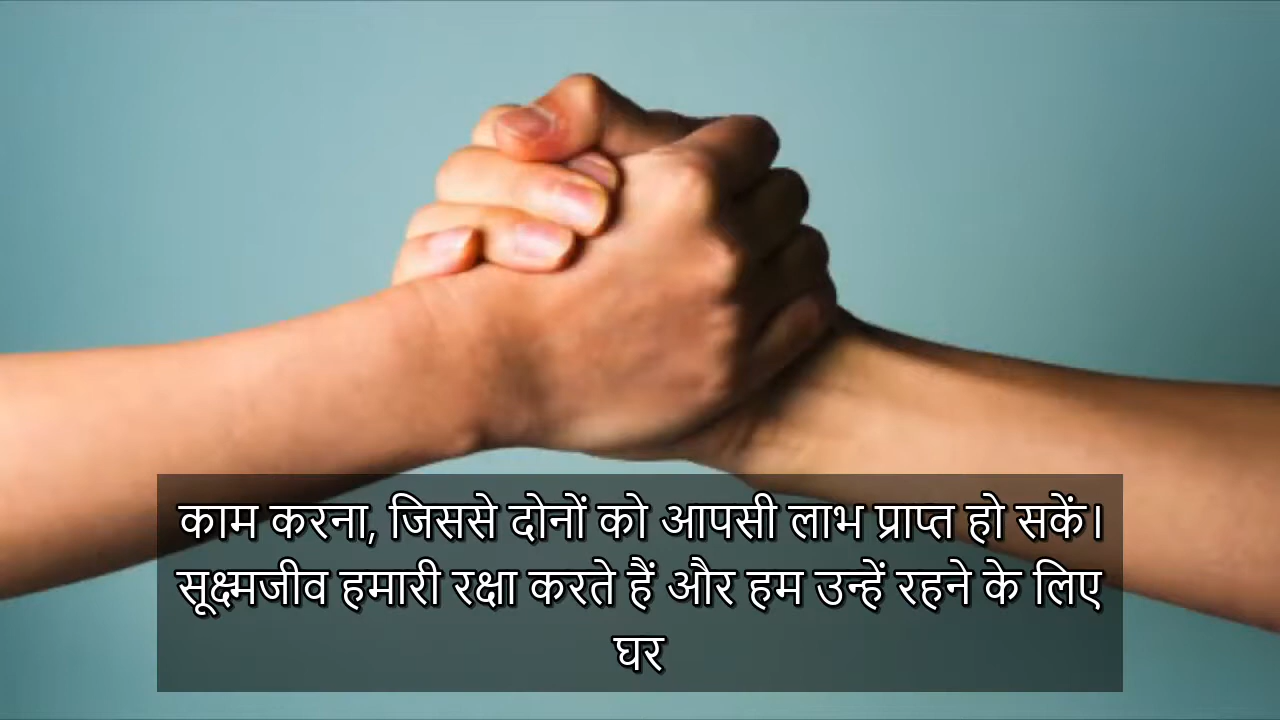 काम करना, जिससे दोनों को आपसी लाभ प्राप्त हो सकें।
सूक्ष्मजीव हमारी रक्षा करते हैं और हम उन्हें रहने के लिए
घर